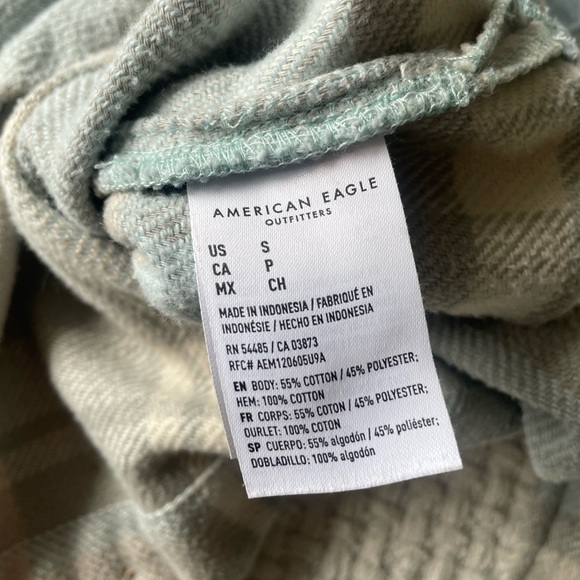 AMERICAN EAGLE
OUTFITTERS
US S
CA P
MX CH
MADE IN INDONESIA / FABRIQUÉ EN
INDONÉSIE / HECHO EN INDONESIA
RN 54485 / CA 03873
RFC# AEM120605U9A
EN BODY: 55% COTTON / 45% POLYESTER;
HEM: 100% COTTON
FR CORPS: 55% COTON / 45% POLYESTER;
OURLET: 100% COTON
SP CUERPO: 55% algodón / 45% poliéster;
DOBLADILLO: 100% algodón